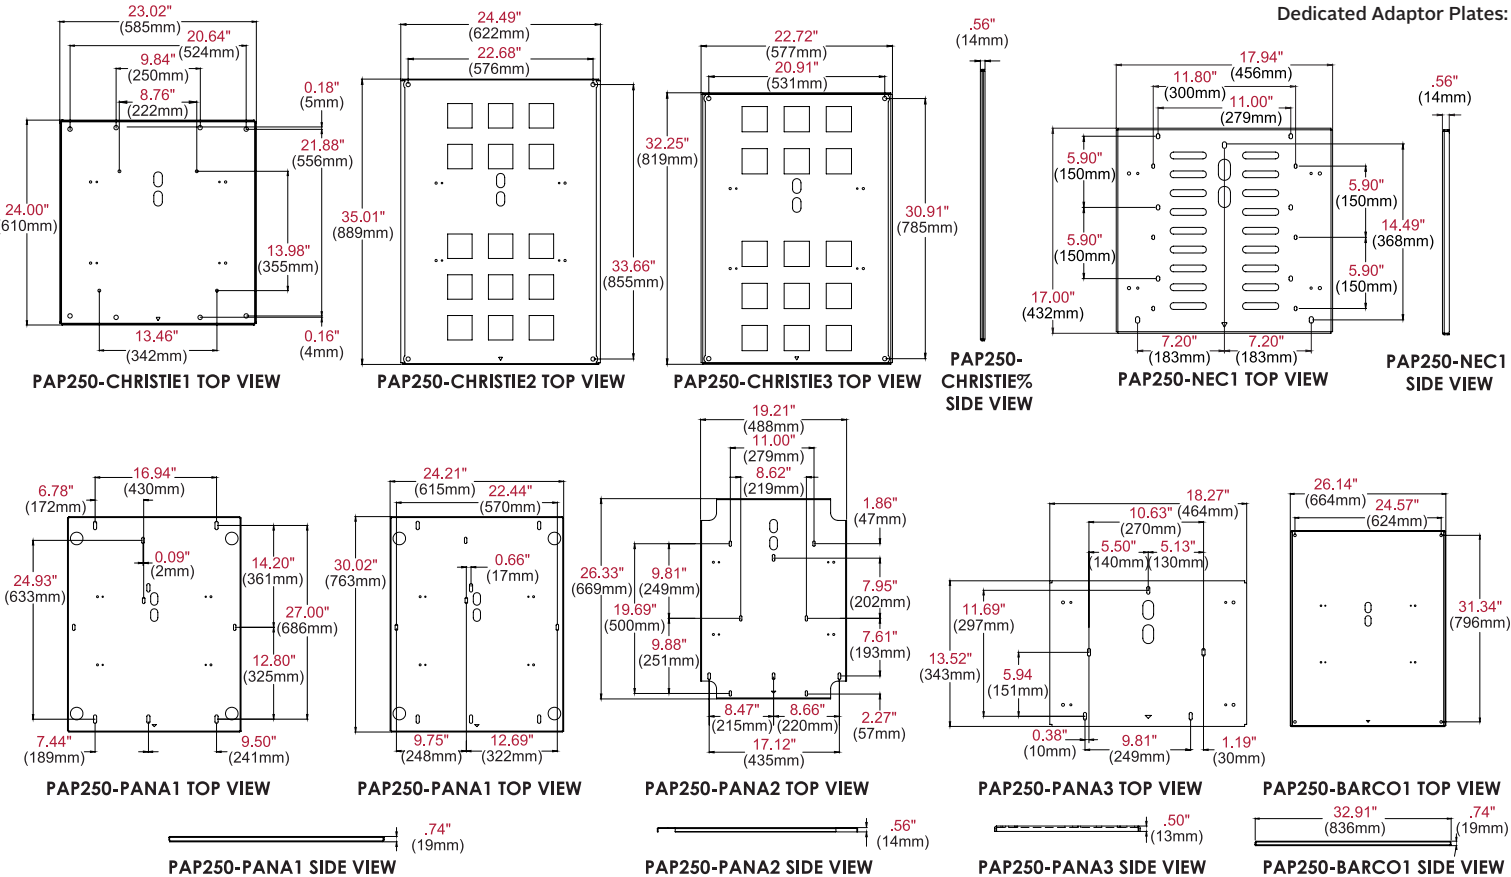 Dedicated Adaptor Plates:
23.02"
(585mm)
20.64"
(524mm)
9.84"
(250mm)
8.76"
(222mm)
0.18"
(5mm)
21.88"
(556mm)
24.00"
(610mm)
13.98"
(355mm)
13.46"
(342mm)
0.16"
(4mm)
PAP250-CHRISTIE1 TOP VIEW
24.49"
(622mm)
22.68"
(576mm)
35.01"
(889mm)
33.66"
(855mm)
PAP250-CHRISTIE2 TOP VIEW
22.72"
(577mm)
20.91"
(531mm)
32.25"
(819mm)
30.91"
(785mm)
PAP250-CHRISTIE3 TOP VIEW
.56"
(14mm)
PAP250-
CHRISTIE%
SIDE VIEW
17.94"
(456mm)
11.80"
(300mm)
11.00"
(279mm)
5.90"
(150mm)
5.90"
(150mm)
5.90"
(150mm)
14.49"
(368mm)
5.90"
(150mm)
17.00"
(432mm)
7.20"
(183mm)
7.20"
(183mm)
PAP250-NEC1 TOP VIEW
.56"
(14mm)
PAP250-NEC1
SIDE VIEW
16.94"
(430mm)
6.78"
(172mm)
0.09"
(2mm)
14.20"
(361mm)
24.93"
(633mm)
27.00"
(686mm)
12.80"
(325mm)
7.44"
(189mm)
9.50"
(241mm)
PAP250-PANA1 TOP VIEW
24.21"
(615mm)
22.44"
(570mm)
30.02"
(763mm)
0.66"
(17mm)
9.75"
(248mm)
12.69"
(322mm)
PAP250-PANA1 TOP VIEW
19.21"
(488mm)
11.00"
(279mm)
8.62"
(219mm)
1.86"
(47mm)
26.33"
(669mm)
9.81"
(249mm)
7.95"
(202mm)
19.69"
(500mm)
9.88"
(251mm)
7.61"
(193mm)
8.47"
(215mm)
8.66"
(220mm)
2.27"
(57mm)
17.12"
(435mm)
PAP250-PANA2 TOP VIEW
18.27"
(464mm)
10.63"
(270mm)
5.50"
(140mm)
5.13"
(130mm)
11.69"
(297mm)
13.52"
(343mm)
5.94
(151mm)
0.38"
(10mm)
9.81"
(249mm)
1.19"
(30mm)
PAP250-PANA3 TOP VIEW
26.14"
(664mm)
24.57"
(624mm)
31.34"
(796mm)
PAP250-BARCO1 TOP VIEW
.74"
(19mm)
PAP250-PANA1 SIDE VIEW
.56"
(14mm)
PAP250-PANA2 SIDE VIEW
.50"
(13mm)
PAP250-PANA3 SIDE VIEW
32.91"
(836mm)
.74"
(19mm)
PAP250-BARCO1 SIDE VIEW